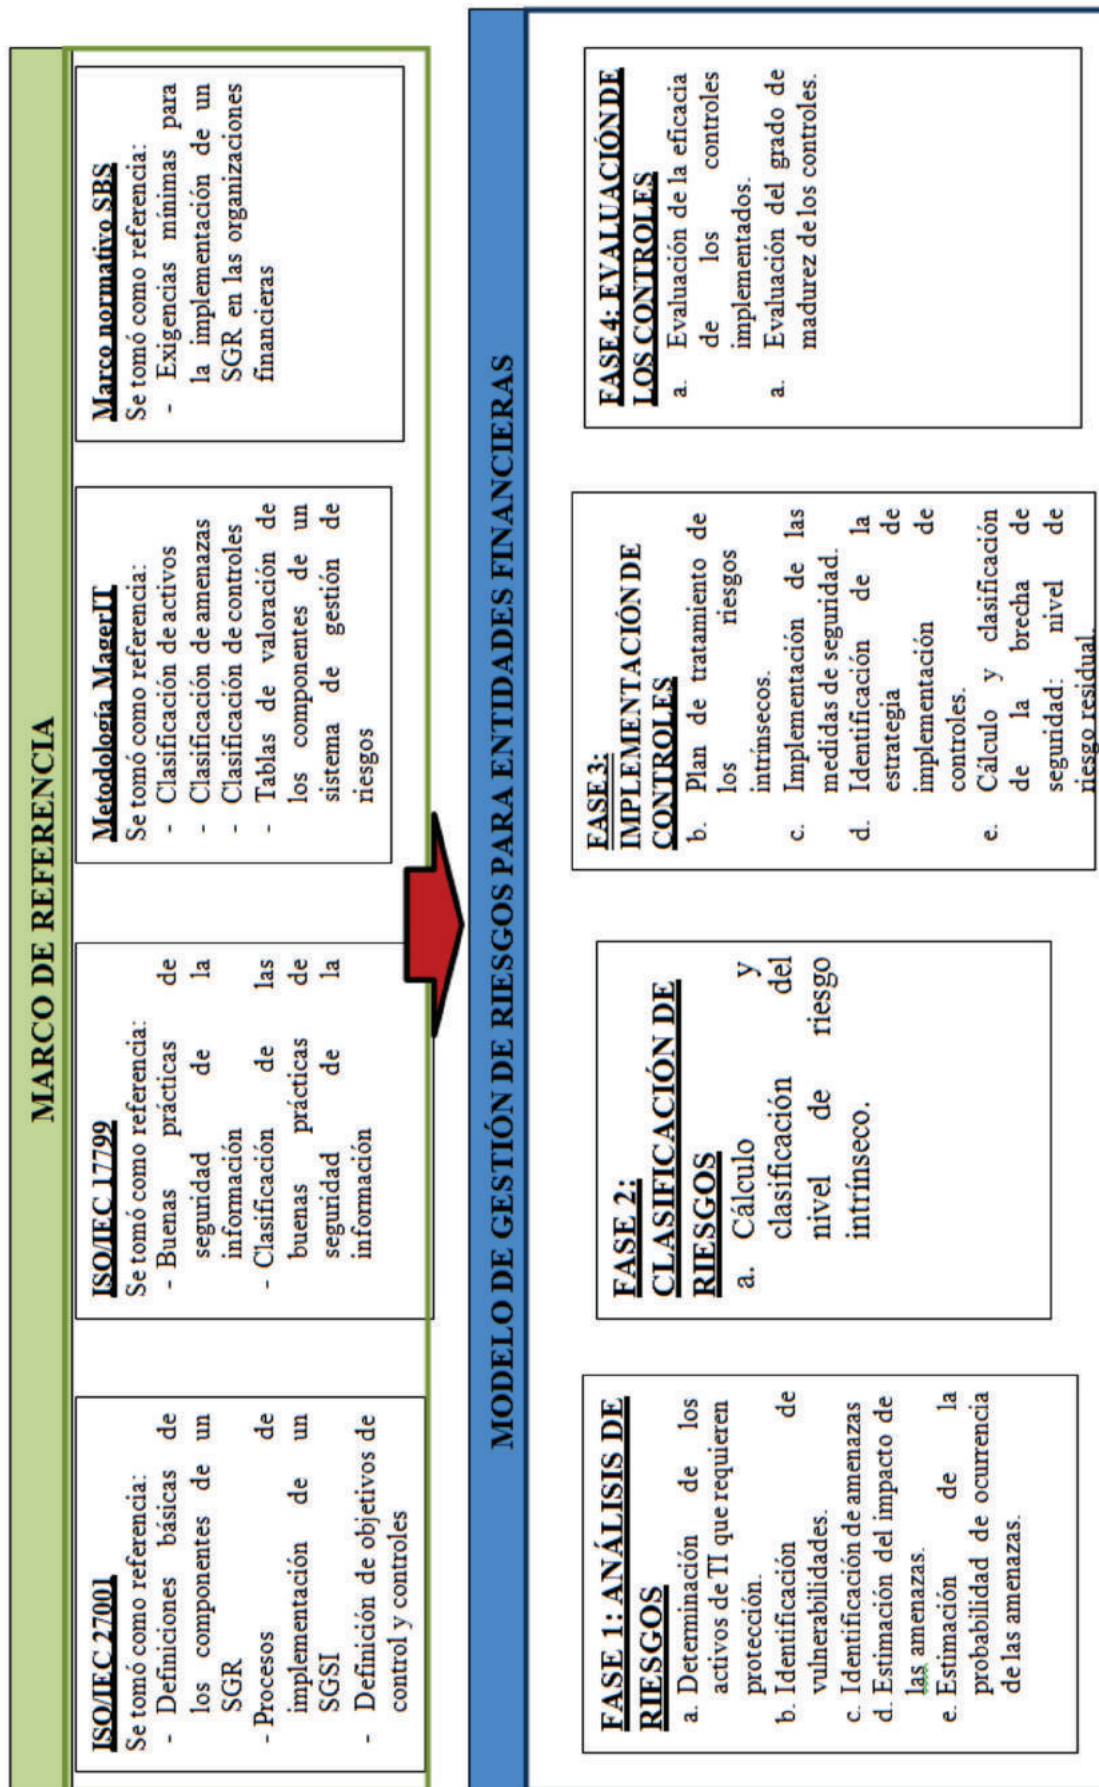 MARCO DE REFERENCIA
ISO/IEC 27001
Se tomó como referencia:
- Definiciones básicas de
los componentes de un
SGR
- Procesos de
implementación de un
SGSI
- Definición de objetivos de
control y controles
ISO/IEC 17799
Se tomó como referencia:
- Buenas prácticas de
seguridad de la
información
- Clasificación de las
buenas prácticas de
seguridad de la
información
Metodología MagerIT
Se tomó como referencia:
- Clasificación de activos
- Clasificación de amenazas
- Clasificación de controles
- Tablas de valoración de
los componentes de un
sistema de gestión de
riesgos
Marco normativo SBS
Se tomó como referencia:
- Exigencias mínimas para
la implementación de un
SGR en las organizaciones
financieras
MODELO DE GESTIÓN DE RIESGOS PARA ENTIDADES FINANCIERAS
FASE 1: ANÁLISIS DE
RIESGOS
a. Determinación de los
activos de TI que requieren
protección.
b. Identificación de
vulnerabilidades.
c. Identificación de amenazas
d. Estimación del impacto de
las amenazas.
e. Estimación de la
probabilidad de ocurrencia
de las amenazas.
FASE 2:
CLASIFICACIÓN DE
RIESGOS
a. Cálculo y
clasificación del
nivel de riesgo
intrínseco.
FASE 3:
IMPLEMENTACIÓN DE
CONTROLES
b. Plan de tratamiento de
los riesgos
intrínsecos.
c. Implementación de las
medidas de seguridad.
d. Identificación de la
estrategia de
implementación de
controles.
e. Cálculo y clasificación
de la brecha de
seguridad: nivel de
riesgo residual.
FASE 4: EVALUACIÓN DE
LOS CONTROLES
a. Evaluación de la eficacia
de los controles
implementados.
a. Evaluación del grado de
madurez de los controles.